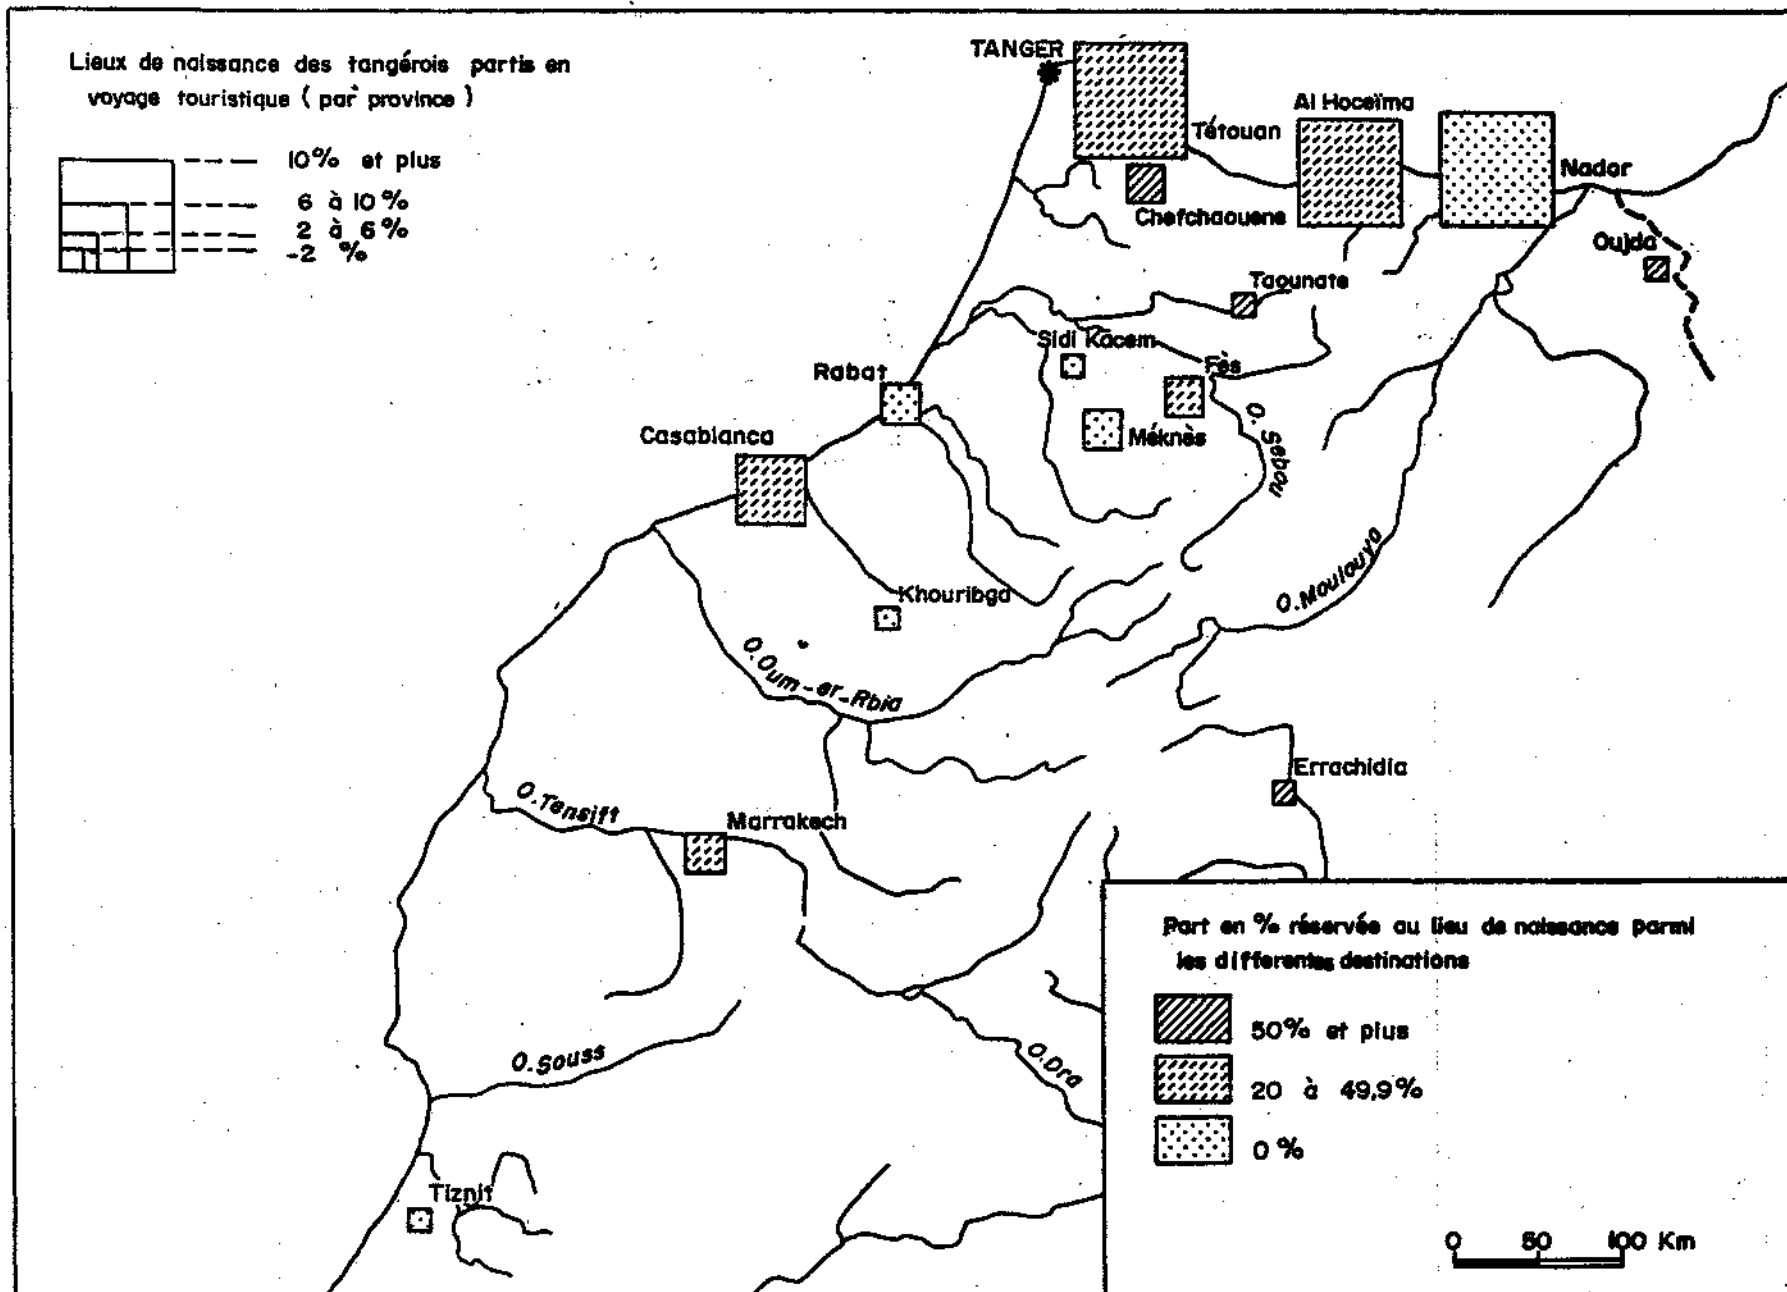 Lieux de naissance des tangérois partis en
voyage touristique ( par province )
10% et plus
6 à 10%
2 à 6%
-2 %
TANGER
Tétouan
Al Hoceïma
Nador
Chefchaouene
Oujda
Taounate
Sidi Kacem
Fès
Rabat
Méknès
O. Sebou
Casablanca
O. Moulouya
Khouribga
O. Oum-er-Rbia
Errachidia
O. Tensift
Marrakech
O. Souss
O. Dra
Tiznit
Part en % réservée au lieu de naissance parmi
les differentes destinations
50% et plus
20 à 49,9%
0 %
0 50 100 Km